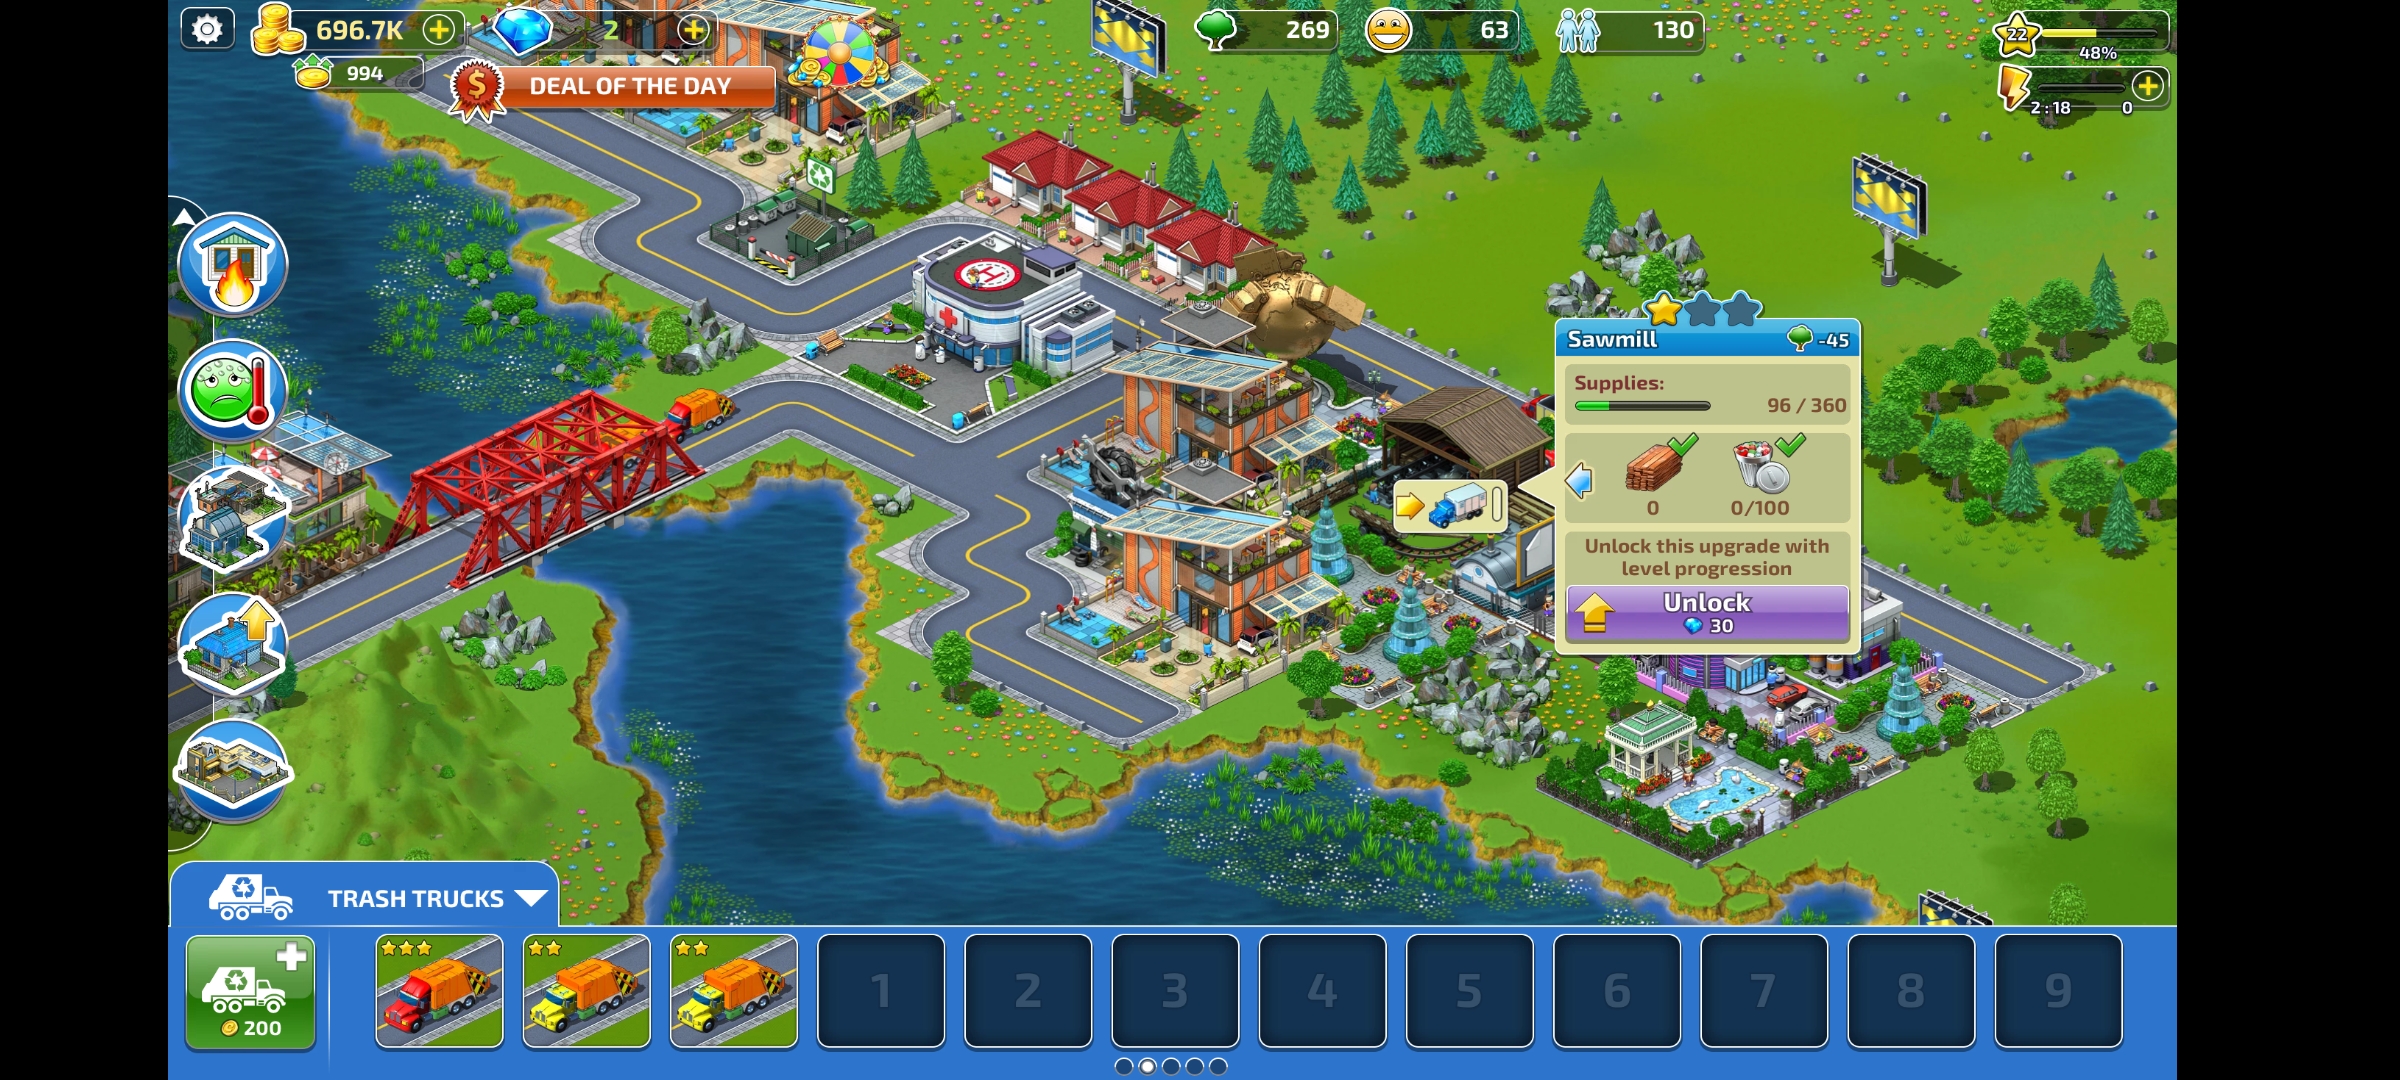 696.7K
2
269
63
130
22
48%
994
DEAL OF THE DAY
2:18
0
H
Sawmill
-45
Supplies:
96 / 360
0
0/100
Unlock this upgrade with
level progression
Unlock
30
TRASH TRUCKS
200
1
2
3
4
5
6
7
8
9